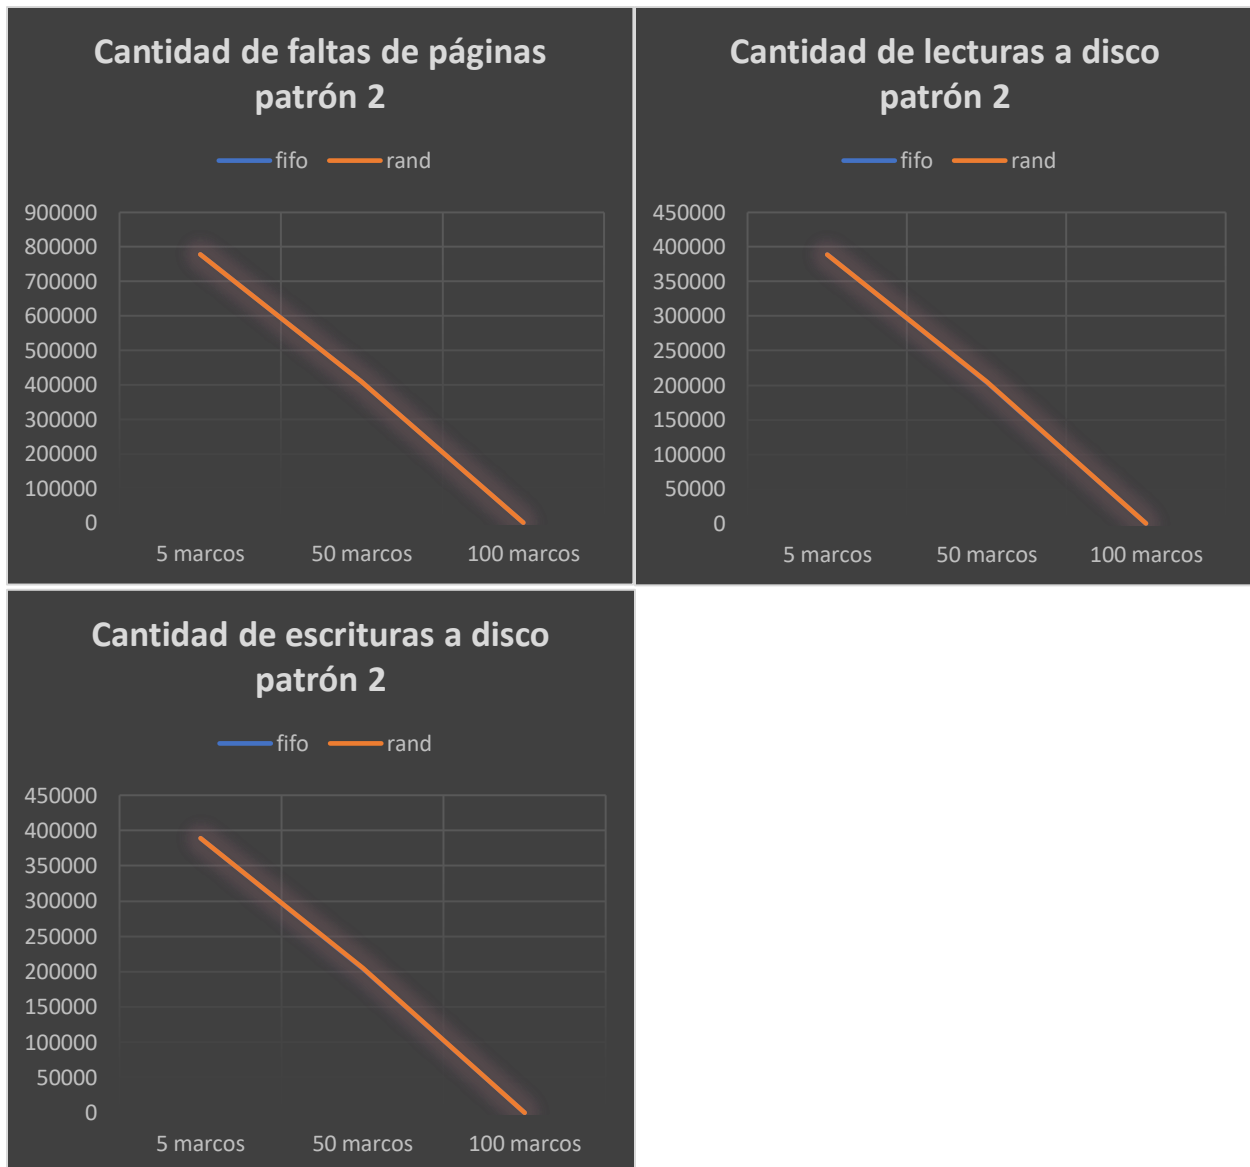 Cantidad de faltas de páginas
patrón 2
fifo rand
900000
800000
700000
600000
500000
400000
300000
200000
100000
0
5 marcos 50 marcos 100 marcos
Cantidad de lecturas a disco
patrón 2
fifo rand
450000
400000
350000
300000
250000
200000
150000
100000
50000
0
5 marcos 50 marcos 100 marcos
Cantidad de escrituras a disco
patrón 2
fifo rand
450000
400000
350000
300000
250000
200000
150000
100000
50000
0
5 marcos 50 marcos 100 marcos